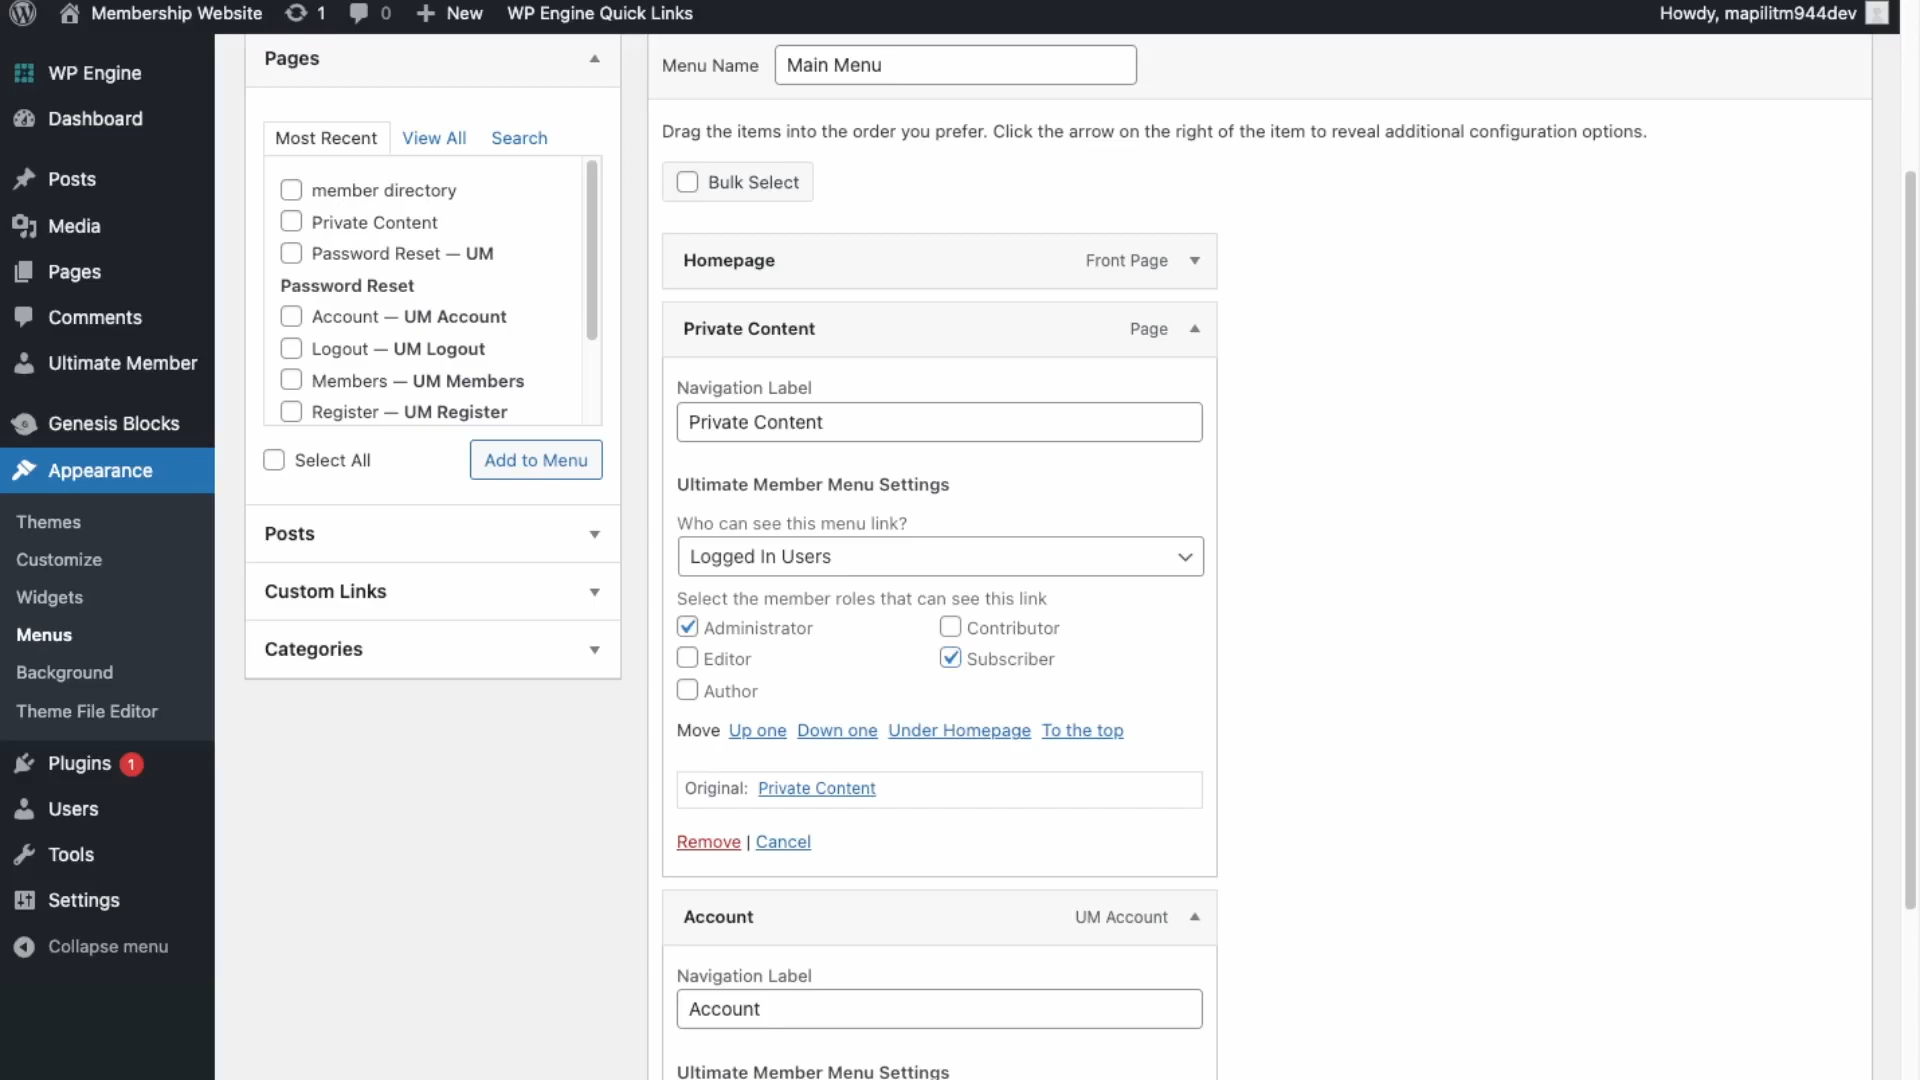 Membership Website 1 0 New WP Engine Quick Links Howdy, mapilitm944dev
WP Engine
Dashboard
Posts
Media
Pages
Comments
Ultimate Member
Genesis Blocks
Appearance
Themes
Customize
Widgets
Menus
Background
Theme File Editor
Plugins 1
Users
Tools
Settings
Collapse menu
Pages
Most Recent View All Search
member directory
Private Content
Password Reset — UM
Password Reset
Account — UM Account
Logout — UM Logout
Members — UM Members
Register — UM Register
Select All Add to Menu
Posts
Custom Links
Categories
Menu Name Main Menu
Drag the items into the order you prefer. Click the arrow on the right of the item to reveal additional configuration options.
Bulk Select
Homepage Front Page
Private Content Page
Navigation Label
Private Content
Ultimate Member Menu Settings
Who can see this menu link?
Logged In Users
Select the member roles that can see this link
Administrator Contributor
Editor Subscriber
Author
Move Up one Down one Under Homepage To the top
Original: Private Content
Remove | Cancel
Account UM Account
Navigation Label
Account
Ultimate Member Menu Settings